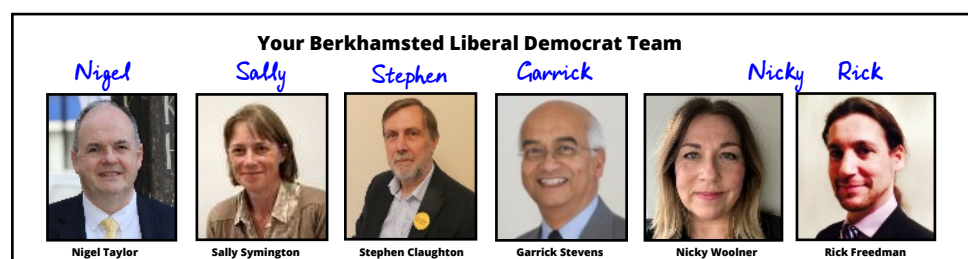 Your Berkhamsted Liberal Democrat Team
Nigel Sally Stephen Garrick Nicky Rick
Nigel Taylor Sally Symington Stephen Claughton Garrick Stevens Nicky Woolner Rick Freedman